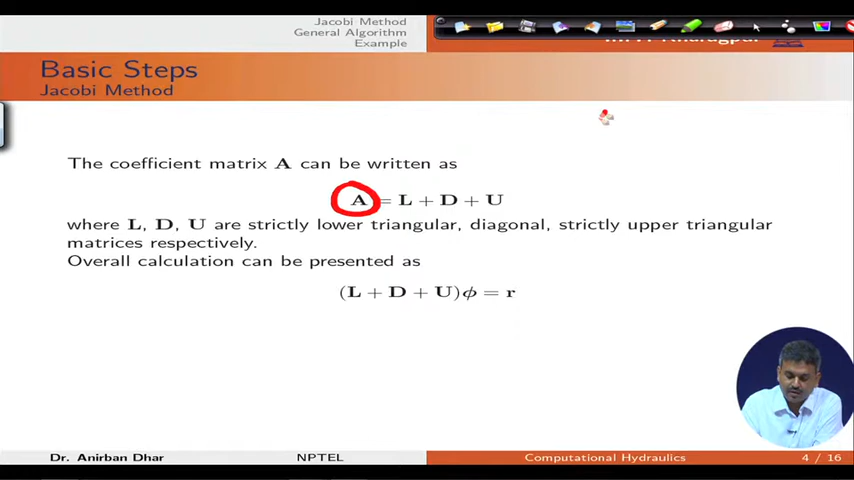 Jacobi Method
General Algorithm
Example
Basic Steps
Jacobi Method
The coefficient matrix A can be written as
A = L + D + U
where L, D, U are strictly lower triangular, diagonal, strictly upper triangular
matrices respectively.
Overall calculation can be presented as
(L + D + U)ϕ = r
Dr. Anirban Dhar NPTEL Computational Hydraulics 4 / 16